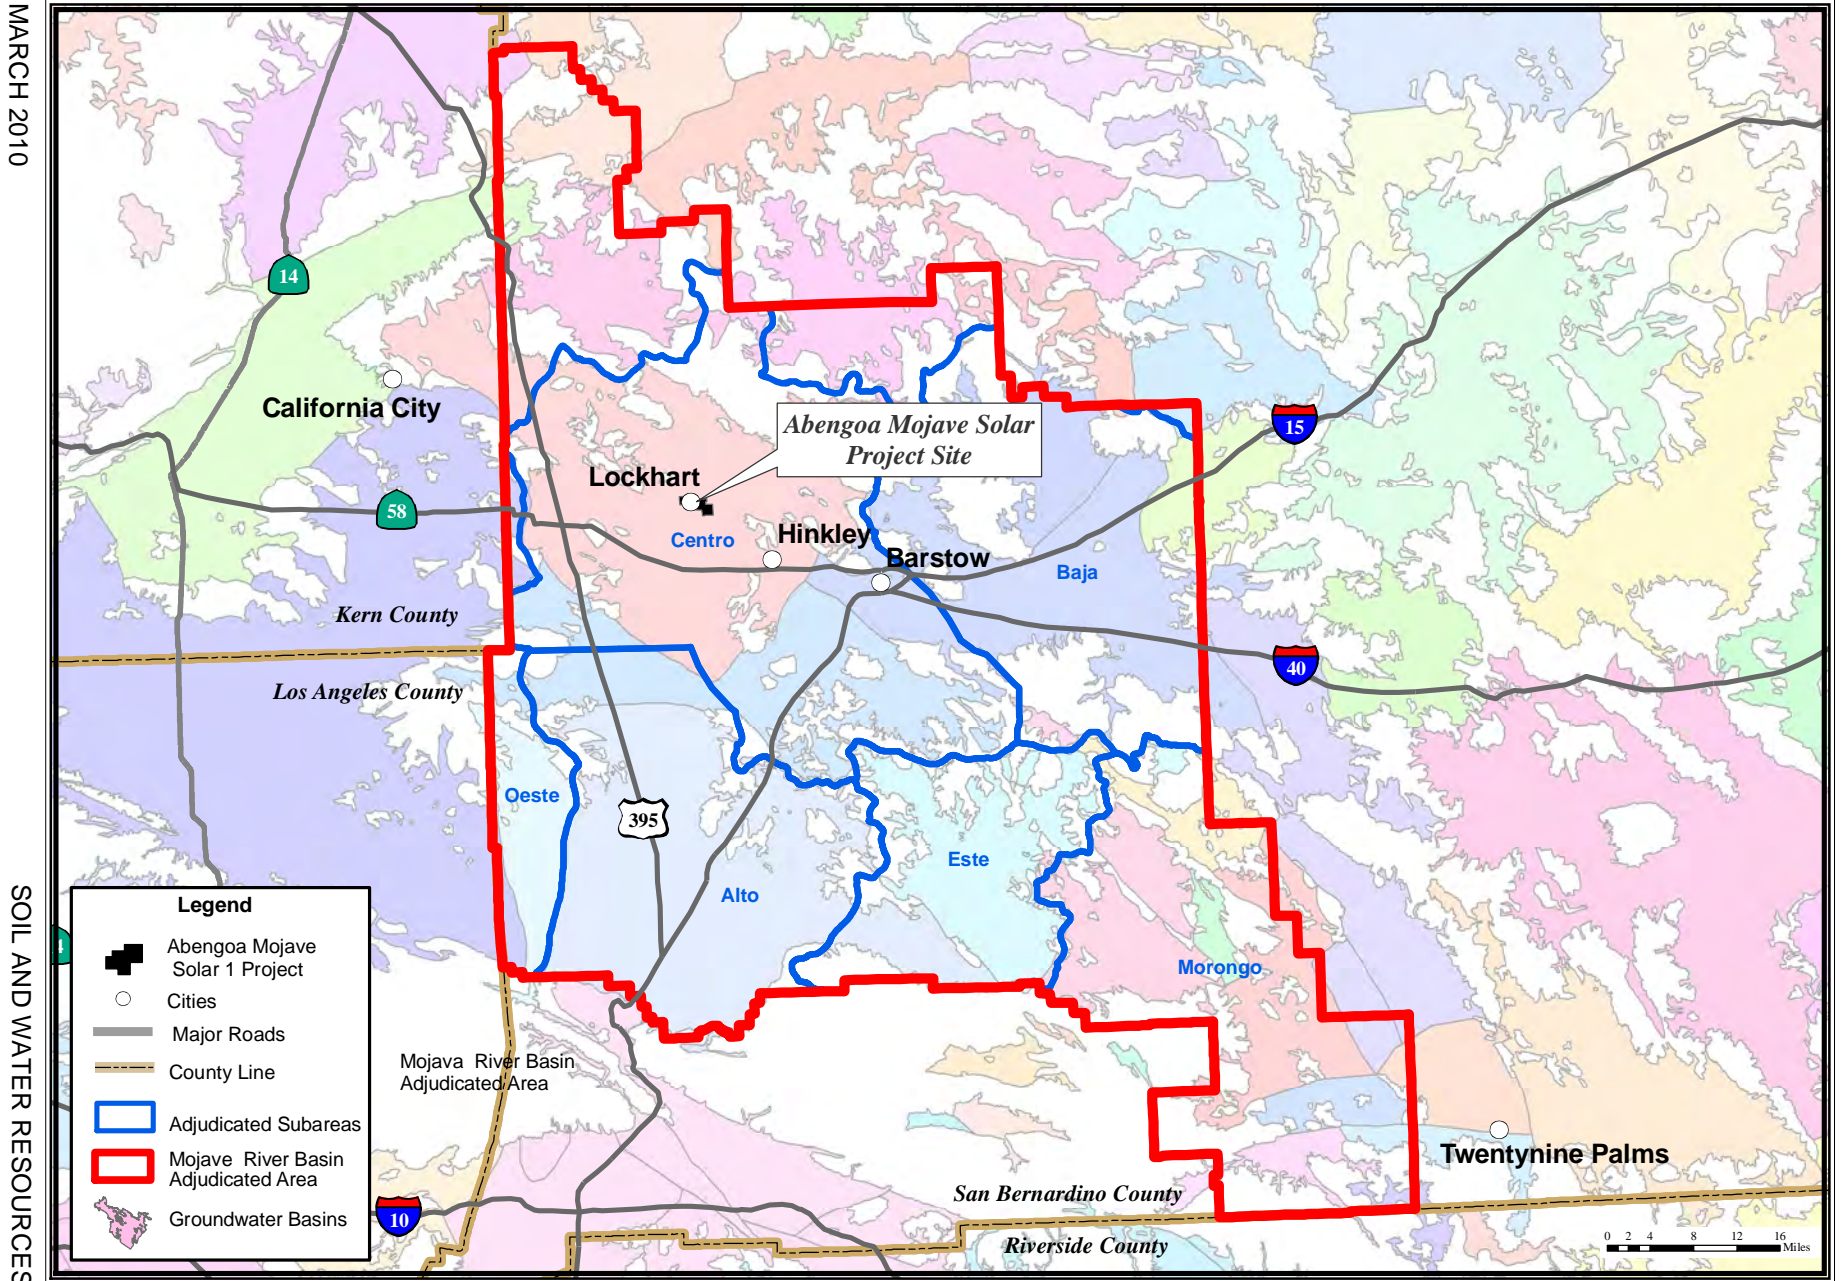 MARCH 2010
SOIL AND WATER RESOURCES
14
California City
58
Kern County
Los Angeles County
Abengoa Mojave Solar
Project Site
Lockhart
Centro
Hinkley
Barstow
Baja
15
40
Oeste
395
Alto
Este
Morongo
Mojava River Basin
Adjudicated Area
10
San Bernardino County
Riverside County
Twentynine Palms
Legend
Abengoa Mojave
Solar 1 Project
Cities
Major Roads
County Line
Adjudicated Subareas
Mojave River Basin
Adjudicated Area
Groundwater Basins
4
0 2 4 8 12 16
Miles